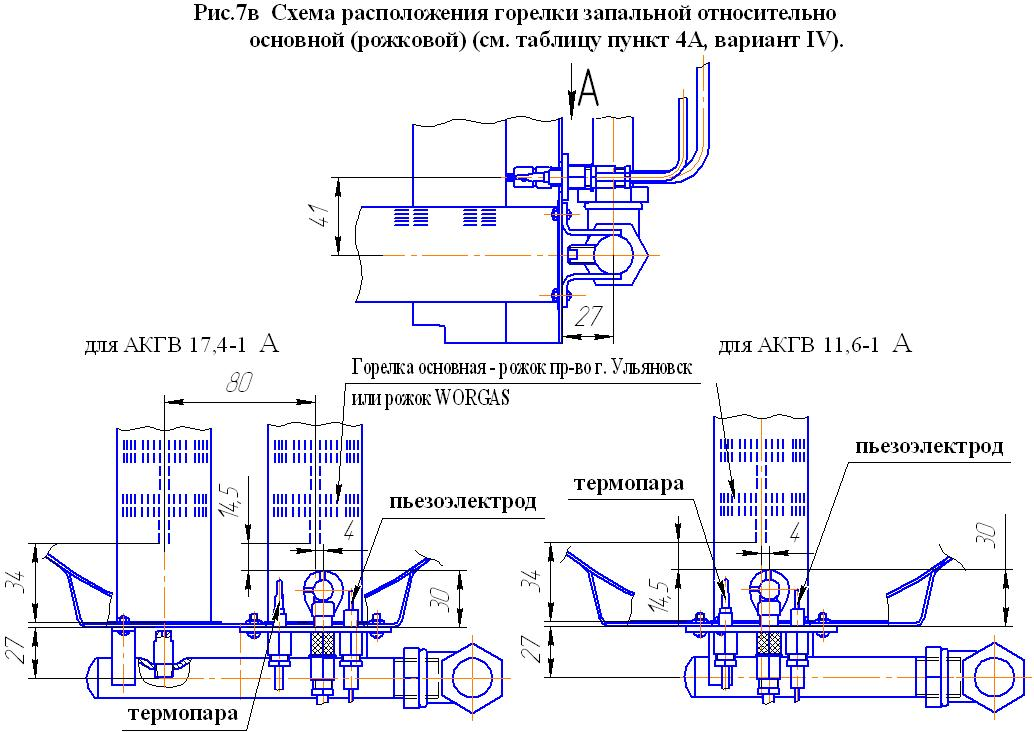 Рис.7в Схема расположения горелки запальной относительно
основной (рожковой) (см. таблицу пункт 4А, вариант IV).
А
41
27
для АКГВ 17,4-1 А
для АКГВ 11,6-1 А
Горелка основная - рожок пр-во г. Ульяновск
или рожок WORGAS
80
пьезоэлектрод
термопара
пьезоэлектрод
14,5
4
34
30
27
термопара
4
30
34
14,5
27